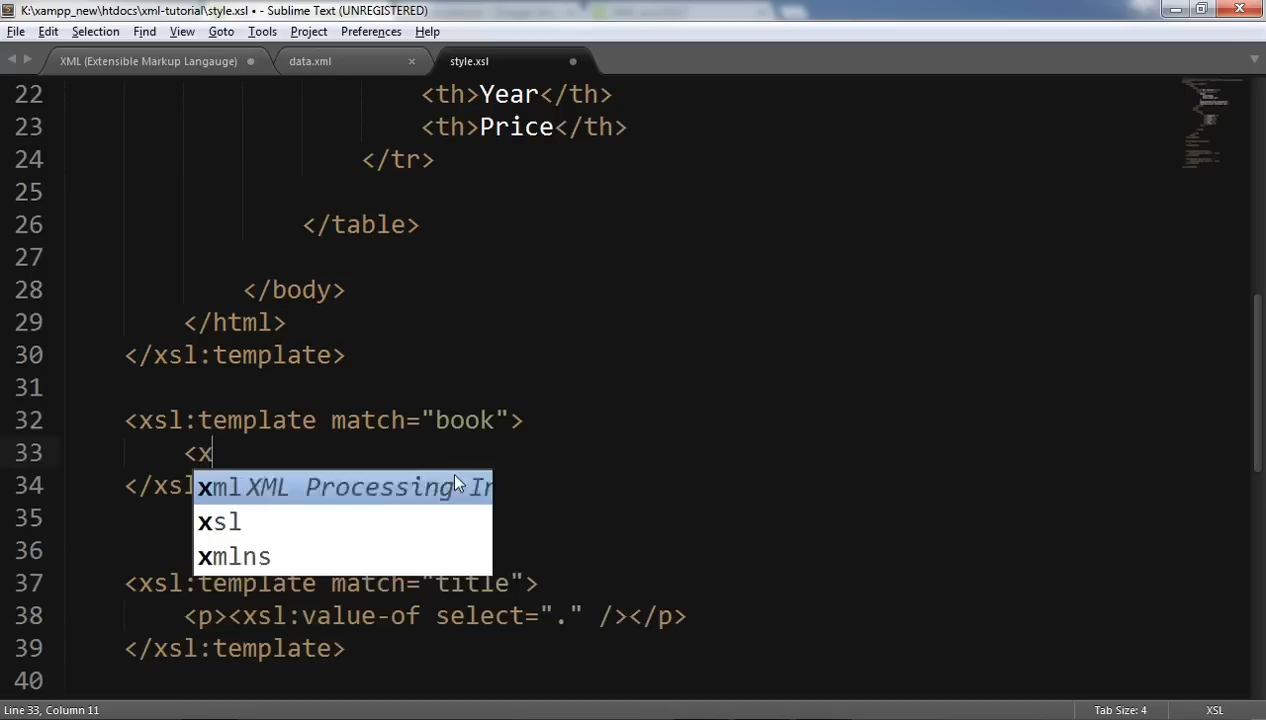 K:\xampp_new\htdocs\xml-tutorial\style.xsl • - Sublime Text (UNREGISTERED)
File Edit Selection Find View Goto Tools Project Preferences Help
XML (Extensible Markup Langauge) data.xml style.xsl
22 <th>Year</th>
23 <th>Price</th>
24 </tr>
25
26 </table>
27
28 </body>
29 </html>
30 </xsl:template>
31
32 <xsl:template match="book">
33 <x
34 </xsl
xml XML Processing In
35
xsl
36
xmlns
37 <xsl:template match="title">
38 <p><xsl:value-of select="." /></p>
39 </xsl:template>
40
Line 33, Column 11 Tab Size: 4 XSL